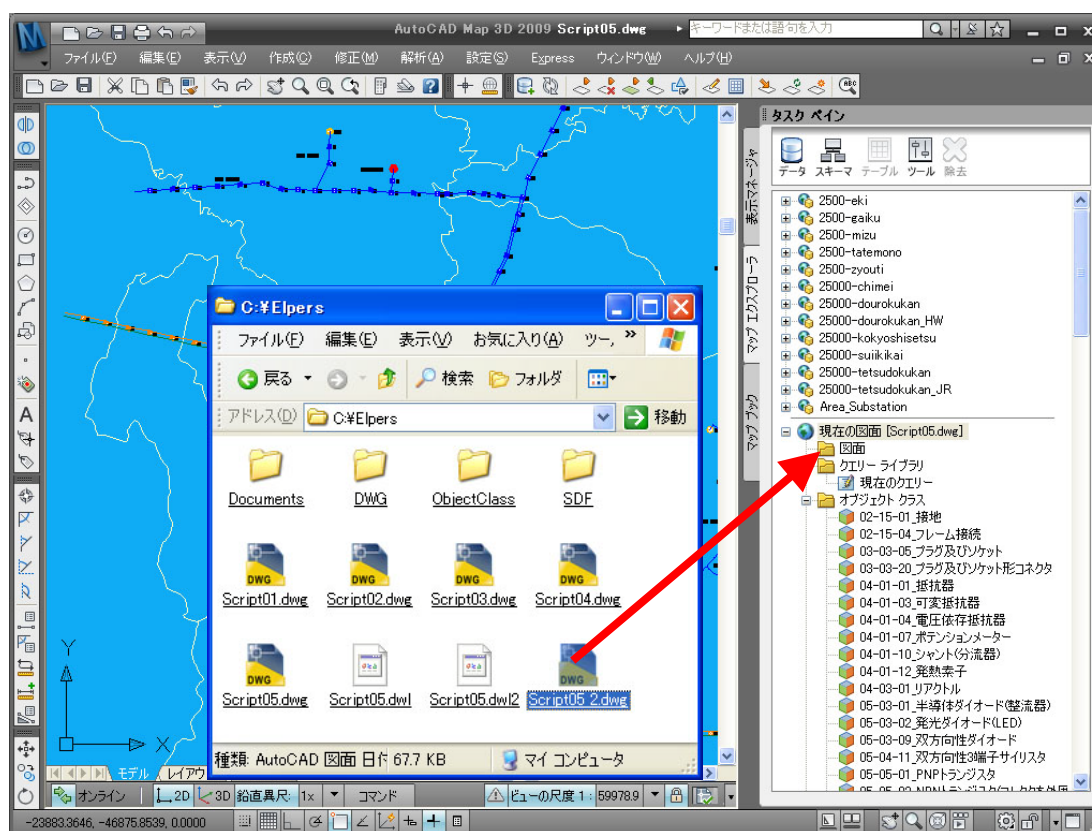 AutoCAD Map 3D 2009 Script05.dwg
キーワードまたは語句を入力
ファイル(F) 編集(E) 表示(V) 作成(C) 修正(M) 解析(A) 設定(S) Express ウィンドウ(W) ヘルプ(H)
タスク ペイン
データ スキーマ テーブル ツール 除去
表示マネージャ
マップ エクスプローラ
マップ ブック
2500-eki
2500-gaiku
2500-mizu
2500-tatemono
2500-zyouti
25000-chimei
25000-dourokukan
25000-dourokukan_HW
25000-kokyoshisetsu
25000-suiikikai
25000-tetsudokukan
25000-tetsudokukan_JR
Area_Substation
現在の図面 [Script05.dwg]
図面
クエリー ライブラリ
現在のクエリー
オブジェクト クラス
02-15-01_接地
02-15-04_フレーム接続
03-03-05_プラグ及びソケット
03-03-20_プラグ及びソケット形コネクタ
04-01-01_抵抗器
04-01-03_可変抵抗器
04-01-04_電圧依存抵抗器
04-01-07_ポテンションメーター
04-01-10_シャント(分流器)
04-01-12_発熱素子
04-03-01_リアクトル
05-03-01_半導体ダイオード(整流器)
05-03-02_発光ダイオード(LED)
05-03-09_双方向性ダイオード
05-04-11_双方向性3端子サイリスタ
05-05-01_PNPトランジスタ
C:¥Elpers
ファイル(F) 編集(E) 表示(V) お気に入り(A) ツー, »
戻る 検索 フォルダ
アドレス(D) C:¥Elpers 移動
Documents DWG ObjectClass SDF
DWG DWG DWG DWG
Script01.dwg Script02.dwg Script03.dwg Script04.dwg
DWG DWG
Script05.dwg Script05.dwl Script05.dwl2 Script05 2.dwg
種類: AutoCAD 図面 日付 67.7 KB マイ コンピュータ
Y
X
A
ABC
モデル レイアウ
オンライン 2D 3D 鉛直異尺: 1x コマンド ビューの尺度 1 : 59978.9
-23883.3646, -46875.8539, 0.0000